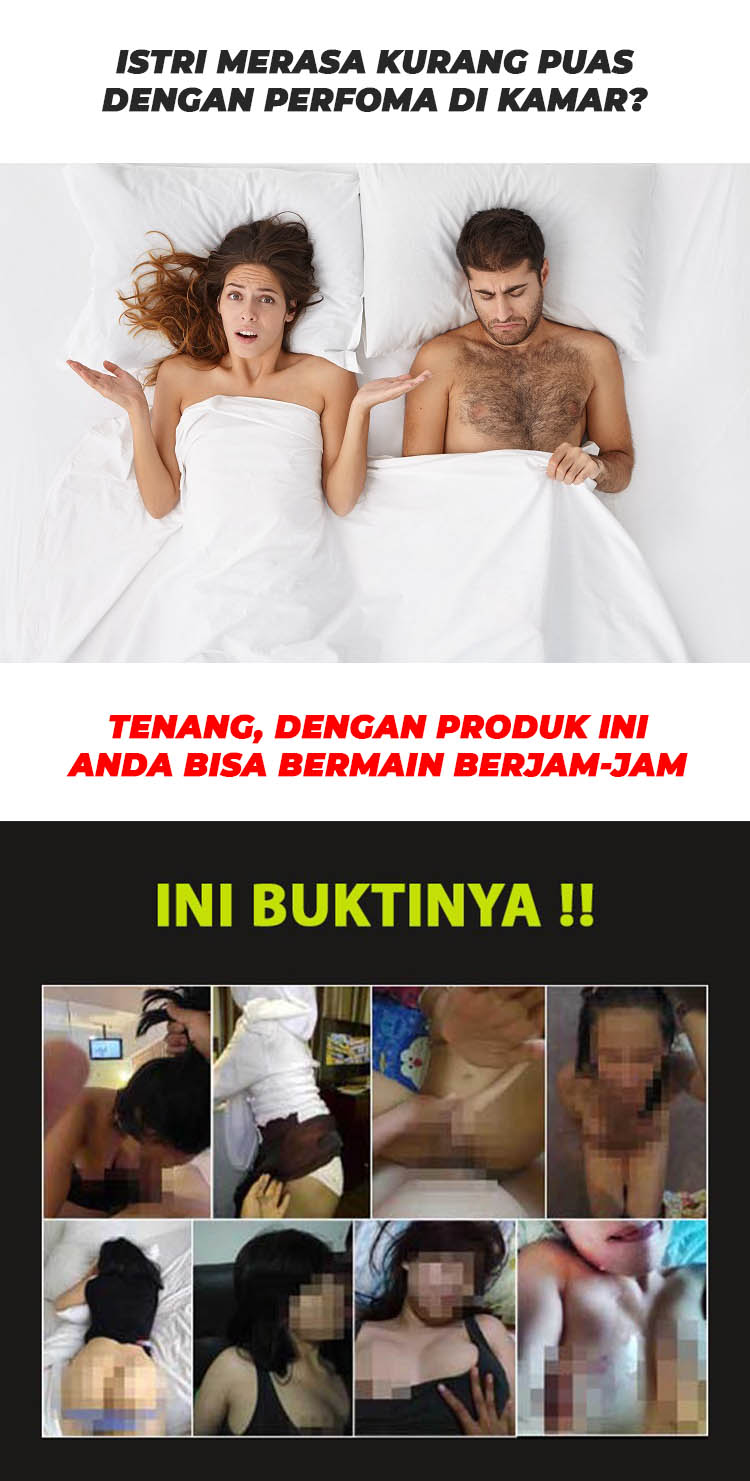 ISTRI MERASA KURANG PUAS
DENGAN PERFOMA DI KAMAR?
TENANG, DENGAN PRODUK INI
ANDA BISA BERMAIN BERJAM-JAM
INI BUKTINYA !!